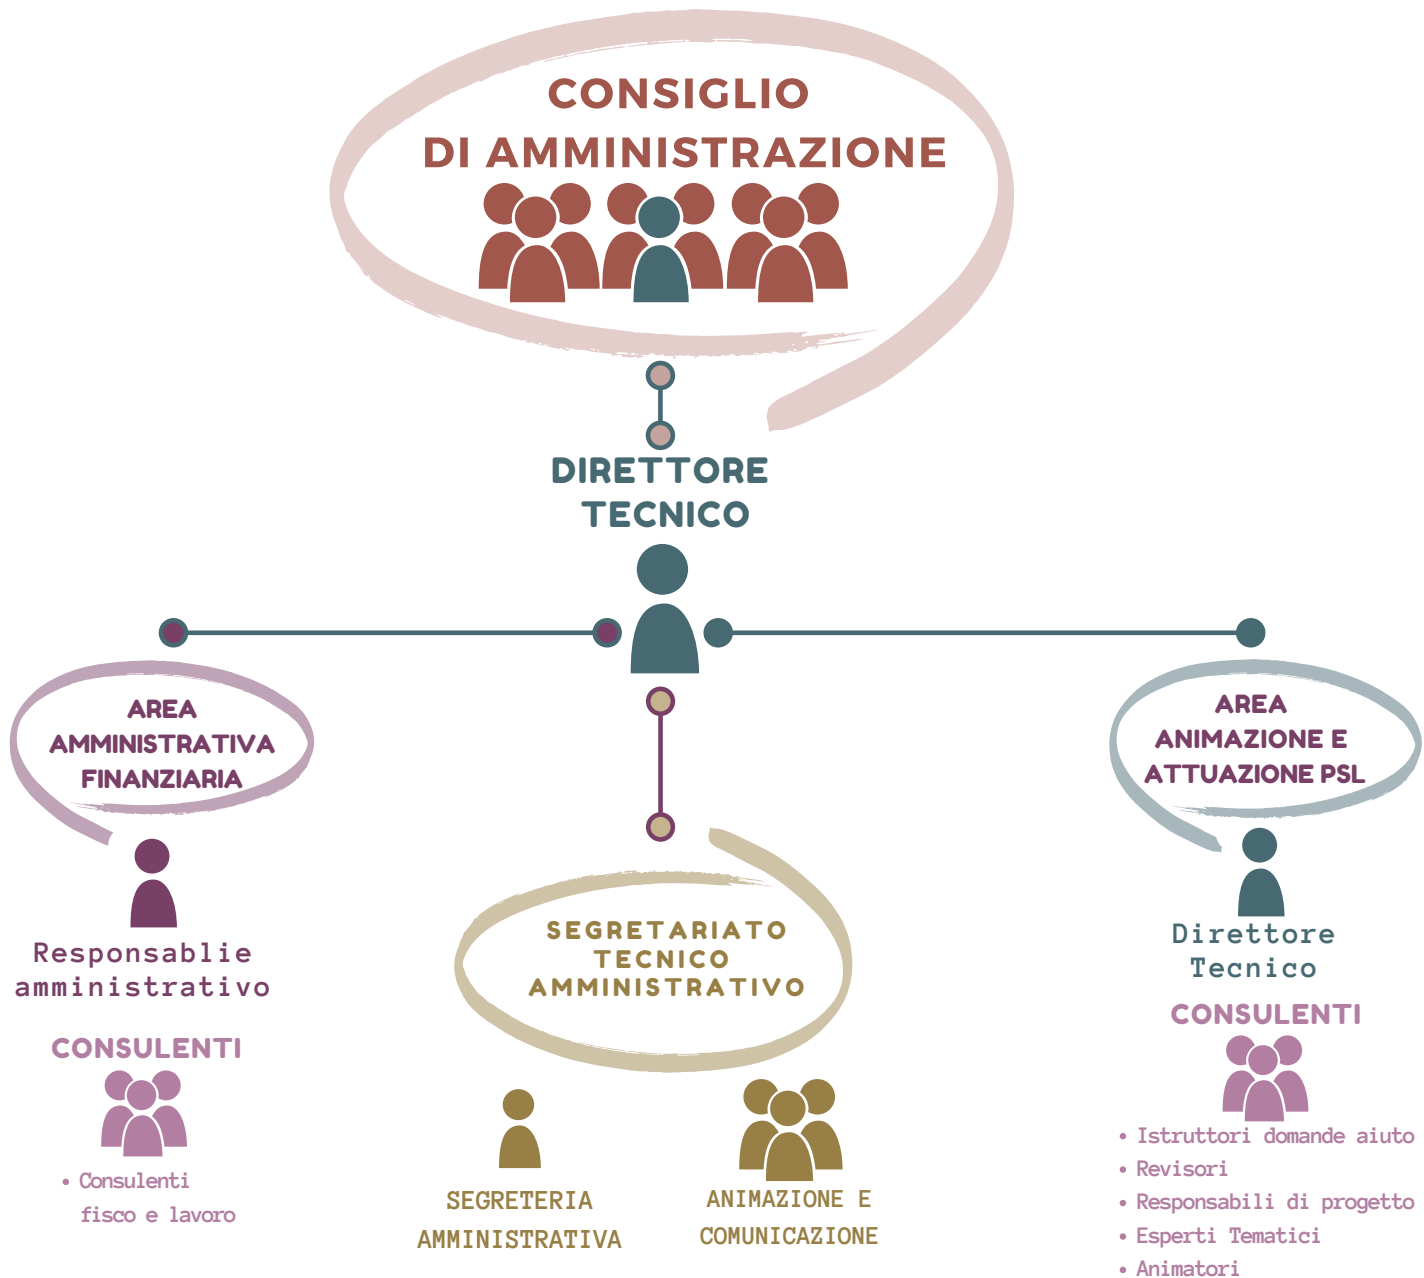 CONSIGLIO
DI AMMINISTRAZIONE
DIRETTORE
TECNICO
AREA
AMMINISTRATIVA
FINANZIARIA
Responsablie
amministrativo
CONSULENTI
• Consulenti
fisco e lavoro
SEGRETARIATO
TECNICO
AMMINISTRATIVO
SEGRETERIA
AMMINISTRATIVA
ANIMAZIONE E
COMUNICAZIONE
AREA
ANIMAZIONE E
ATTUAZIONE PSL
Direttore
Tecnico
CONSULENTI
• Istruttori domande aiuto
• Revisori
• Responsabili di progetto
• Esperti Tematici
• Animatori